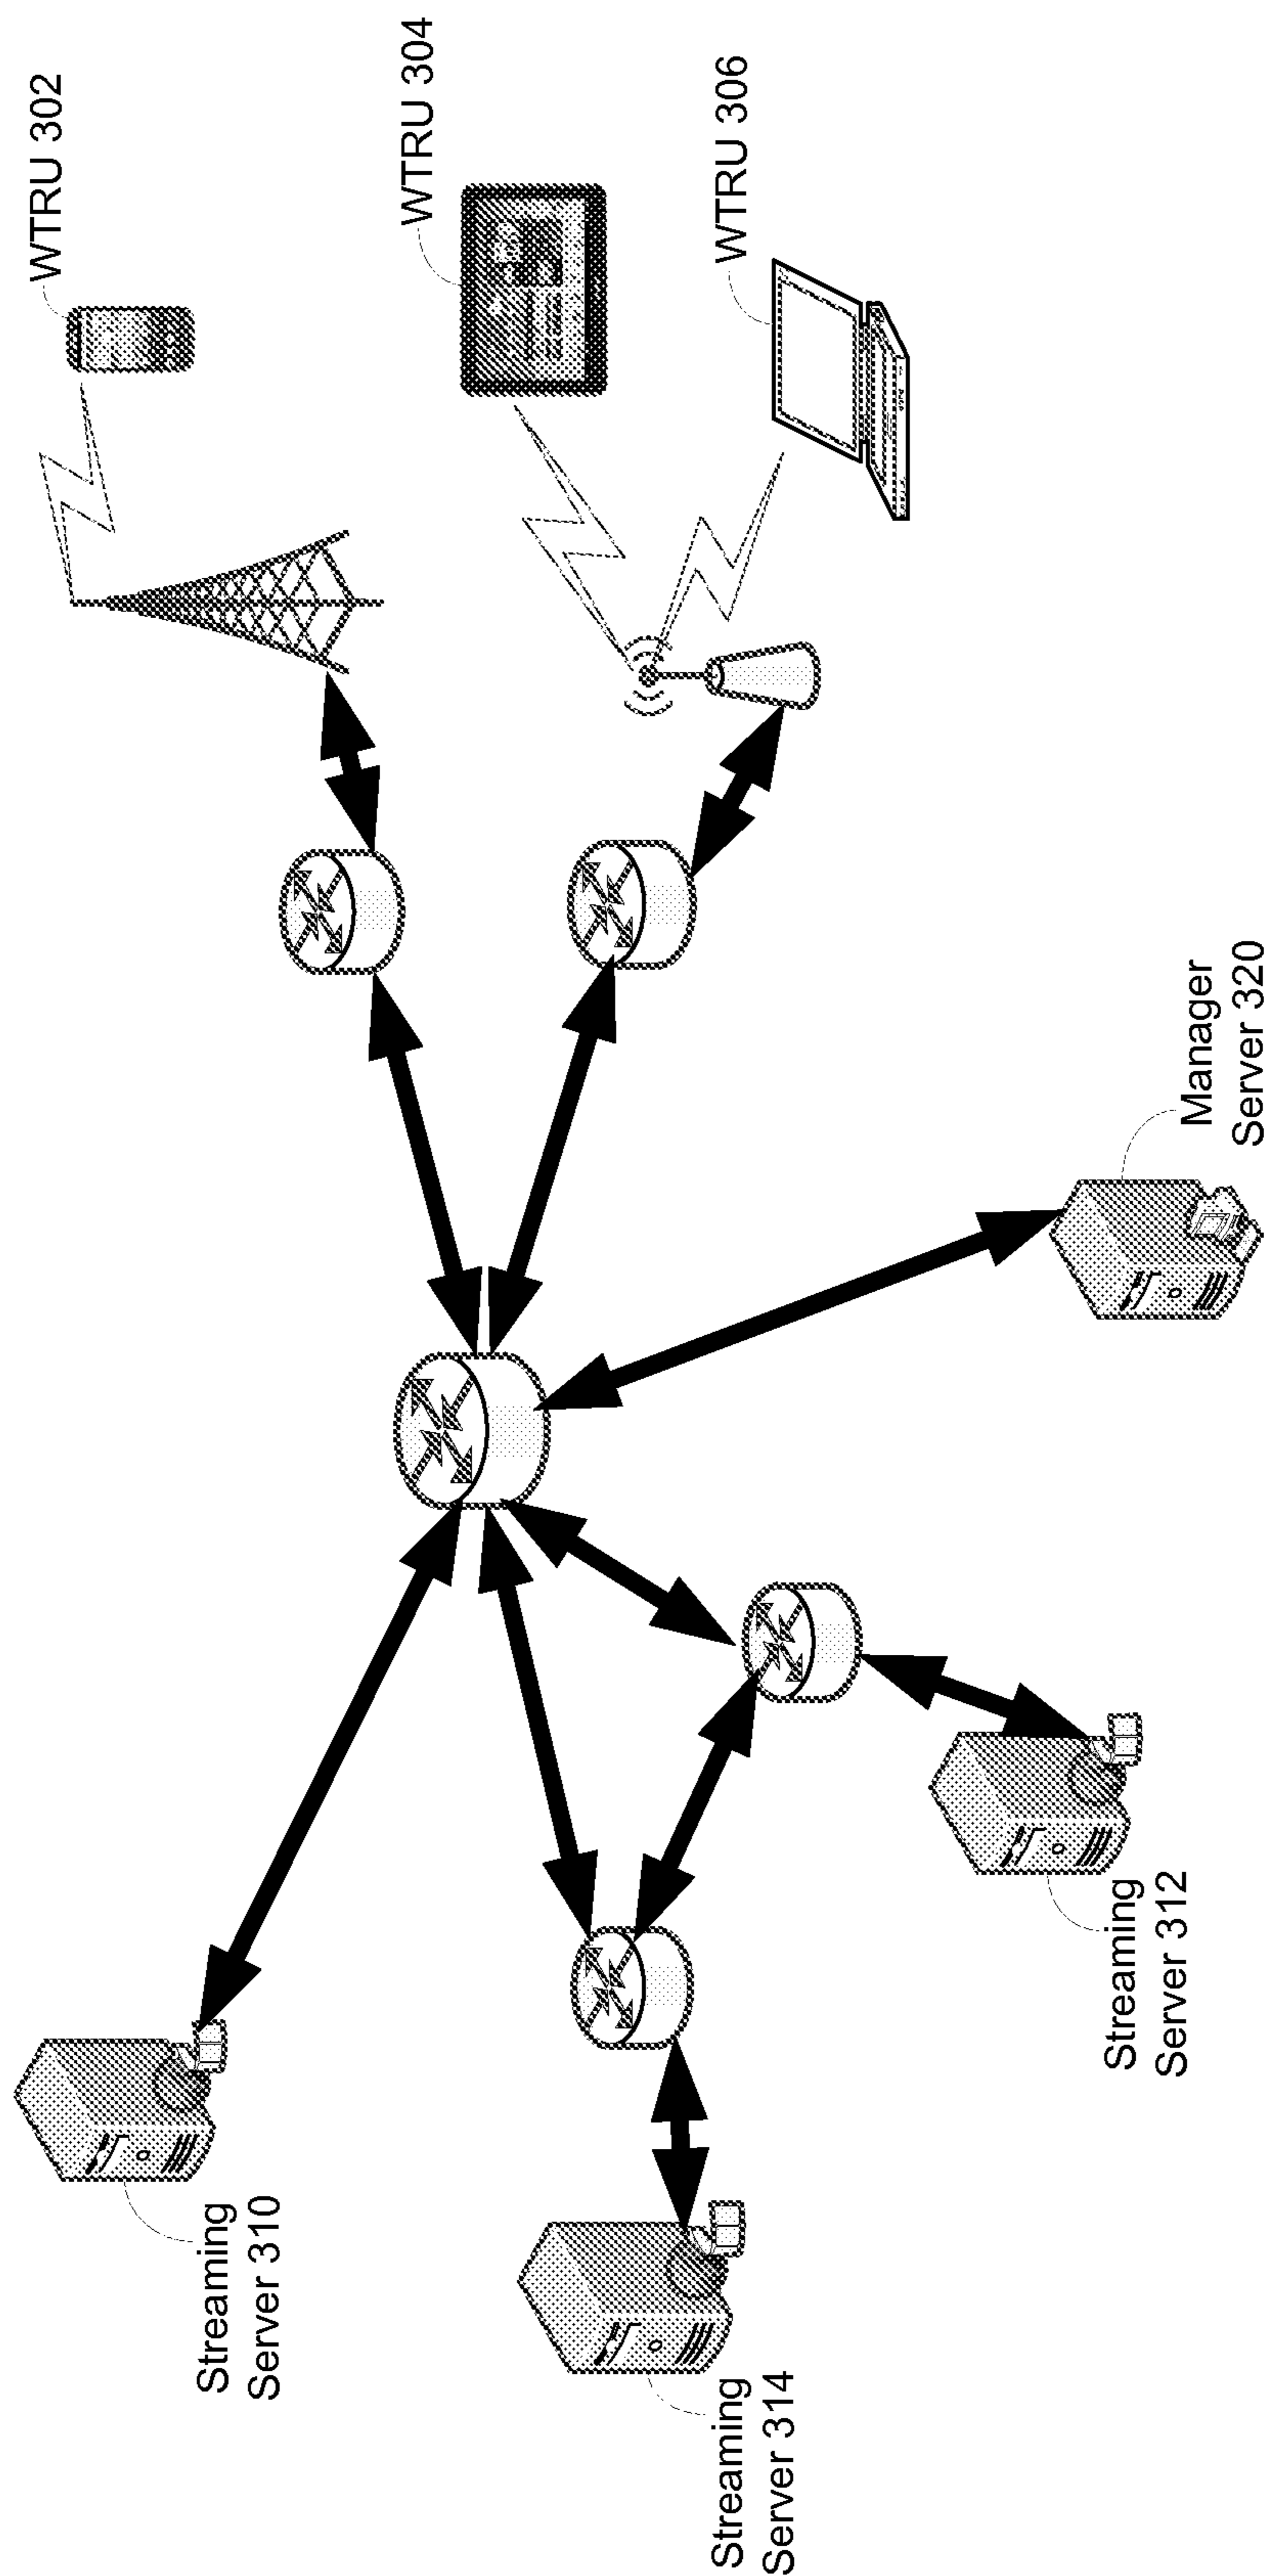 WTRU 302
WTRU 304
WTRU 306
Manager
Server 320
Streaming
Server 310
Streaming
Server 312
Streaming
Server 314